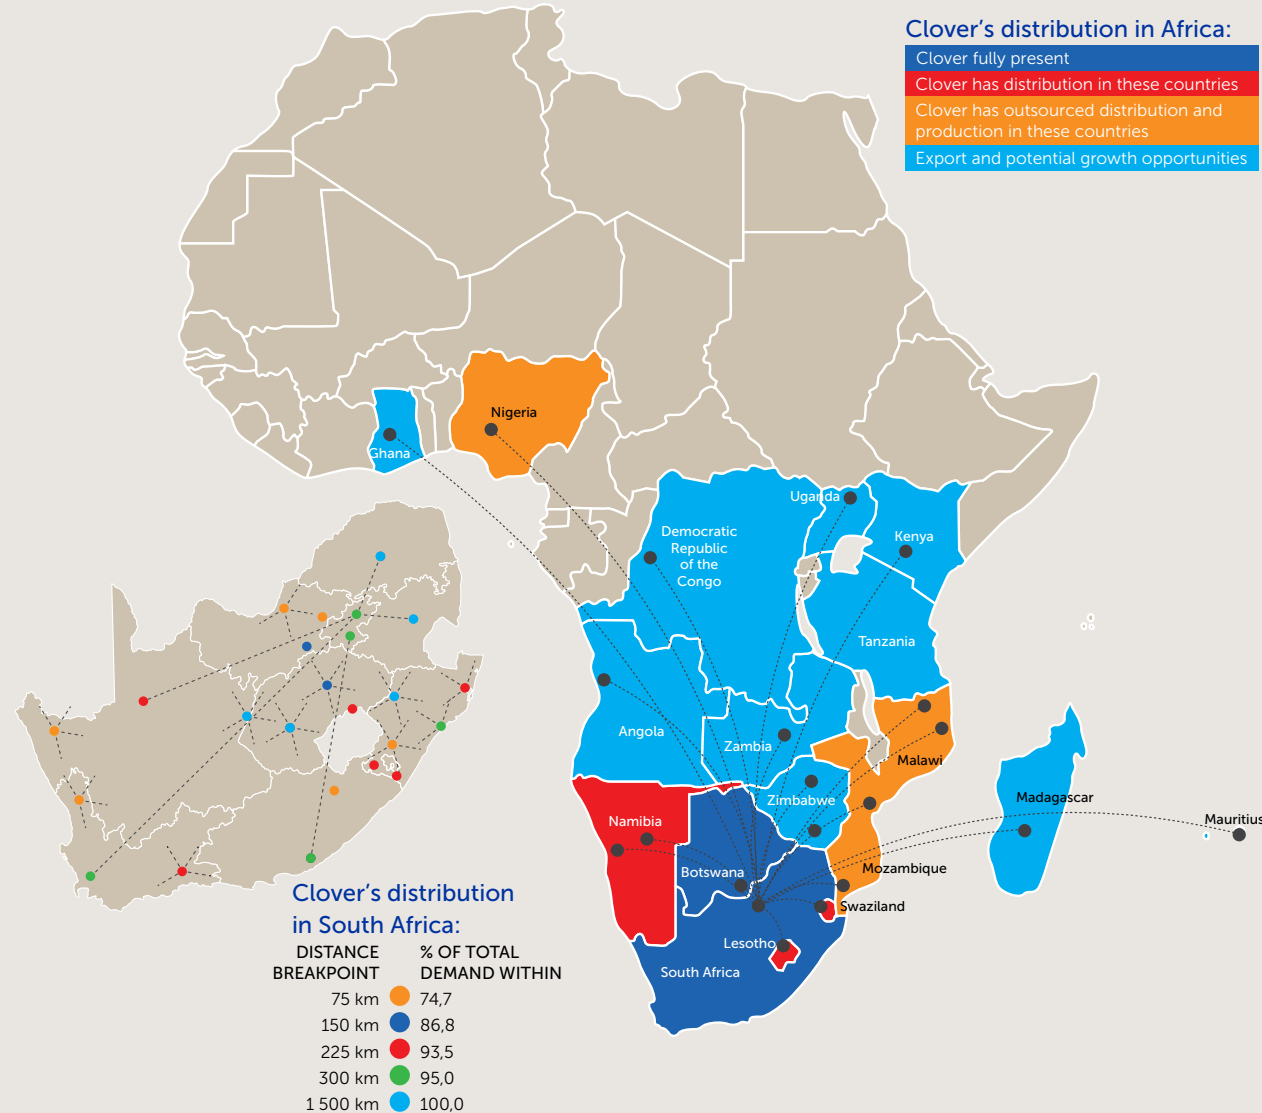 Clover's distribution in Africa:
Clover fully present
Clover has distribution in these countries
Clover has outsourced distribution and
production in these countries
Export and potential growth opportunities
Nigeria
Ghana
Uganda
Democratic
Republic
of the
Congo
Kenya
Tanzania
Angola
Zambia
Malawi
Zimbabwe
Madagascar
Mauritius
Namibia
Botswana
Mozambique
Swaziland
Lesotho
South Africa
Clover's distribution
in South Africa:
DISTANCE % OF TOTAL
BREAKPOINT DEMAND WITHIN
75 km 74,7
150 km 86,8
225 km 93,5
300 km 95,0
1 500 km 100,0